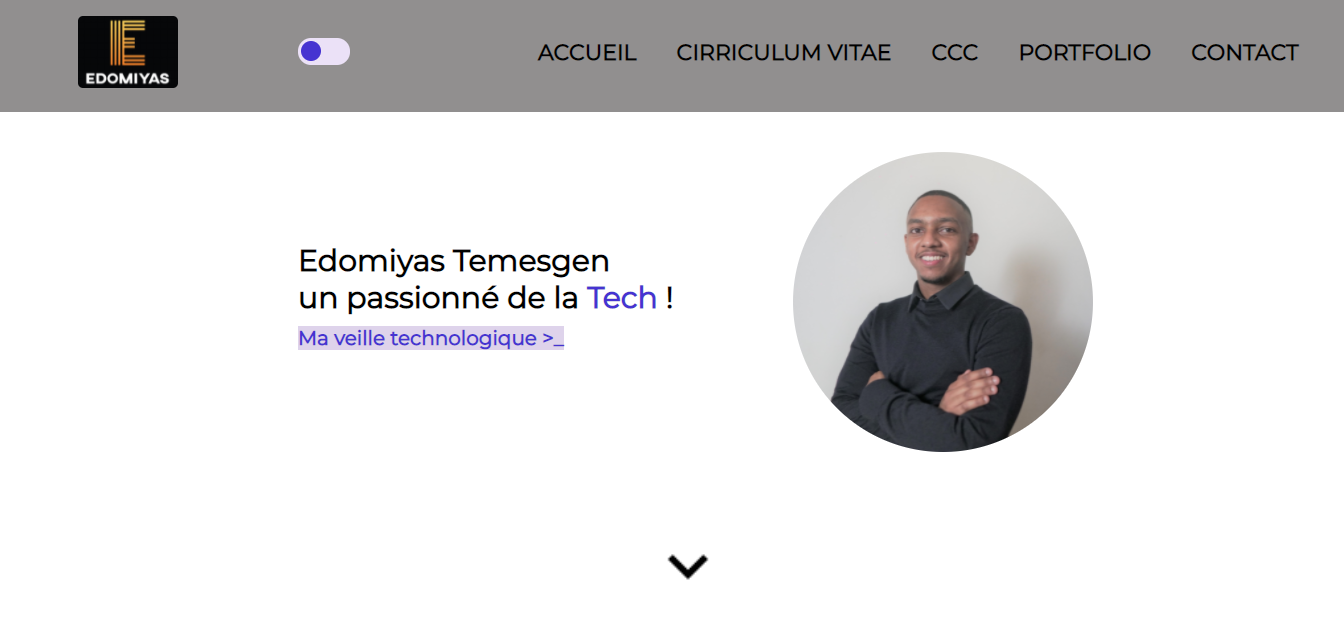 EDOMIYAS
ACCUEIL CIRRICULUM VITAE CCC PORTFOLIO CONTACT
Edomiyas Temesgen
un passionné de la Tech !
Ma veille technologique >_